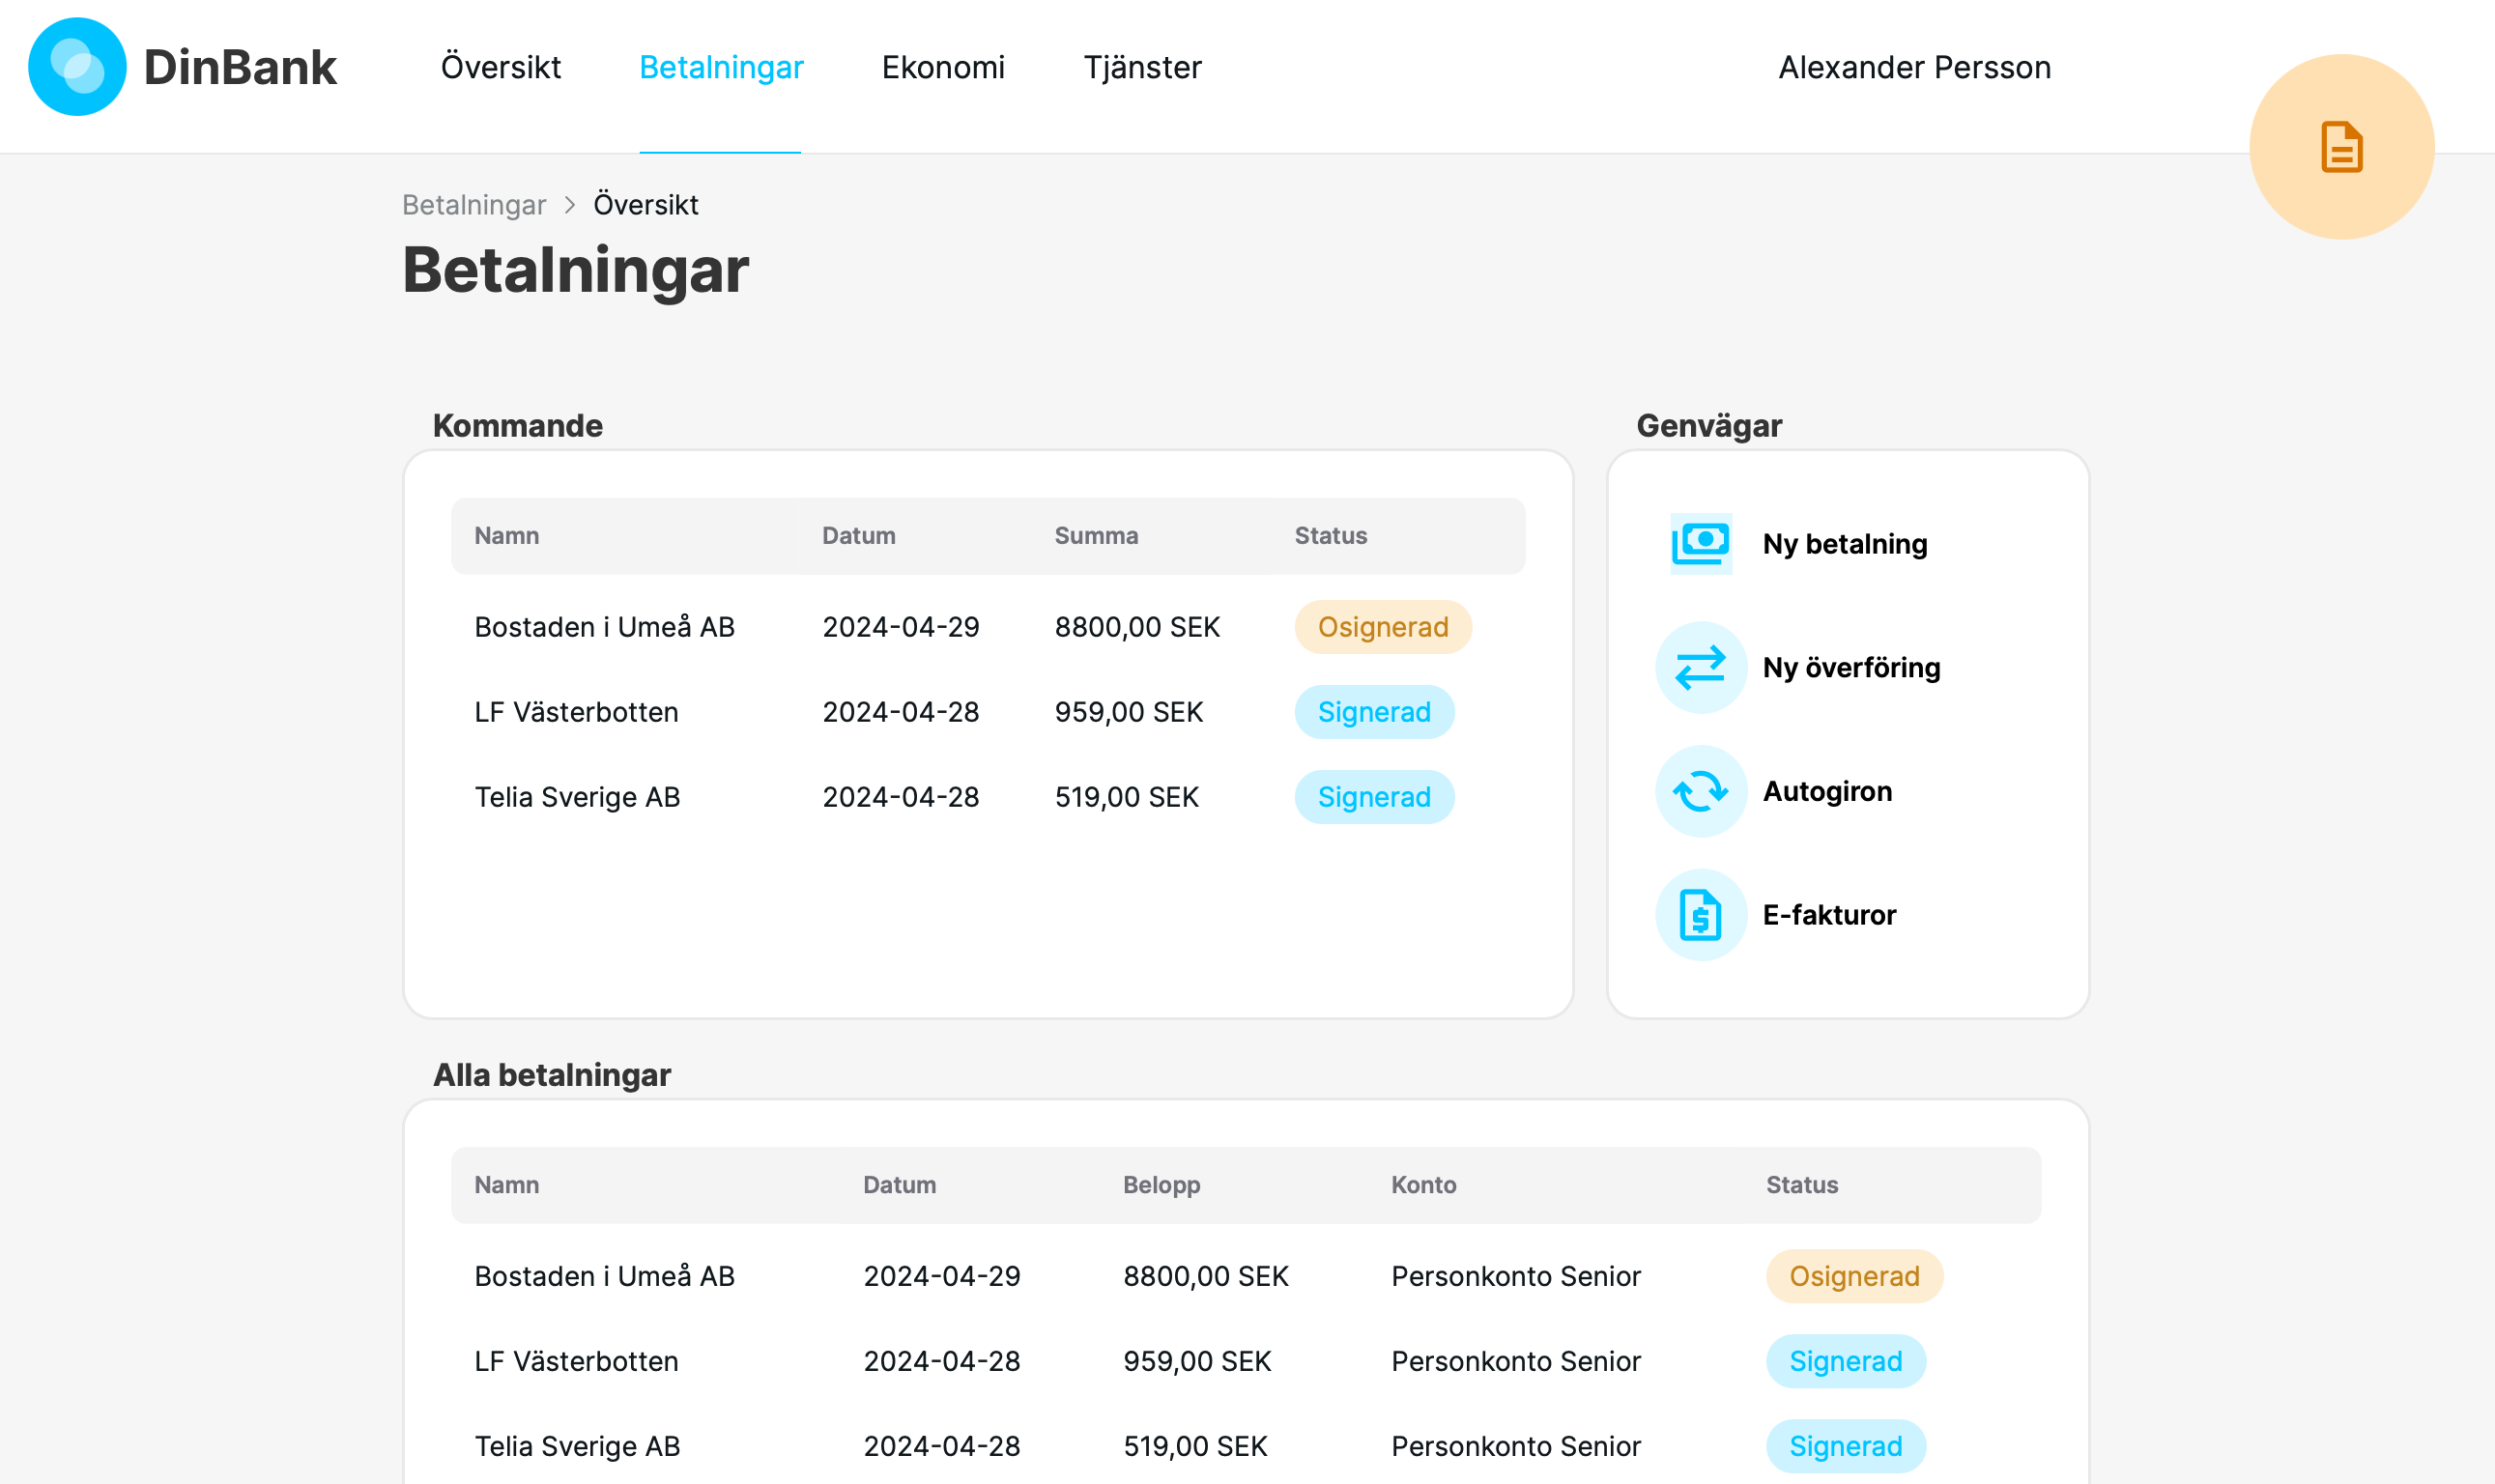 DinBank Översikt Betalningar Ekonomi Tjänster Alexander Persson
Betalningar > Översikt
Betalningar
Kommande
Namn Datum Summa Status
Bostaden i Umeå AB 2024-04-29 8800,00 SEK Osignerad
LF Västerbotten 2024-04-28 959,00 SEK Signerad
Telia Sverige AB 2024-04-28 519,00 SEK Signerad
Genvägar
Ny betalning
Ny överföring
Autogiron
E-fakturor
Alla betalningar
Namn Datum Belopp Konto Status
Bostaden i Umeå AB 2024-04-29 8800,00 SEK Personkonto Senior Osignerad
LF Västerbotten 2024-04-28 959,00 SEK Personkonto Senior Signerad
Telia Sverige AB 2024-04-28 519,00 SEK Personkonto Senior Signerad